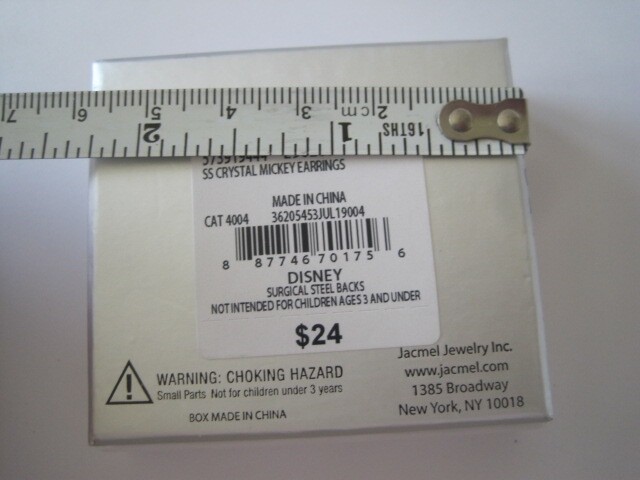 7 6 5 4 3 cm 2
2 1 16THS
SS CRYSTAL MICKEY EARRINGS
MADE IN CHINA
CAT 4004 36205453JUL19004
8 87746 70175 6
DISNEY
SURGICAL STEEL BACKS
NOT INTENDED FOR CHILDREN AGES 3 AND UNDER
$24
WARNING: CHOKING HAZARD
Small Parts Not for children under 3 years
BOX MADE IN CHINA
Jacmel Jewelry Inc.
www.jacmel.com
1385 Broadway
New York, NY 10018